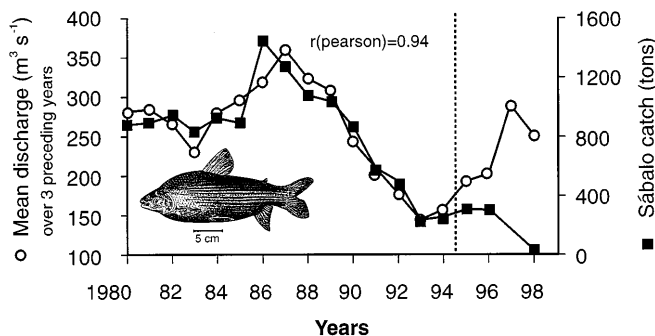 400
350
300
250
200
150
100
Mean discharge (m³ s⁻¹)
over 3 preceding years
r(pearson)=0.94
5 cm
1600
1200
800
400
0
Sábalo catch (tons)
1980 82 84 86 88 90 92 94 96 98
Years